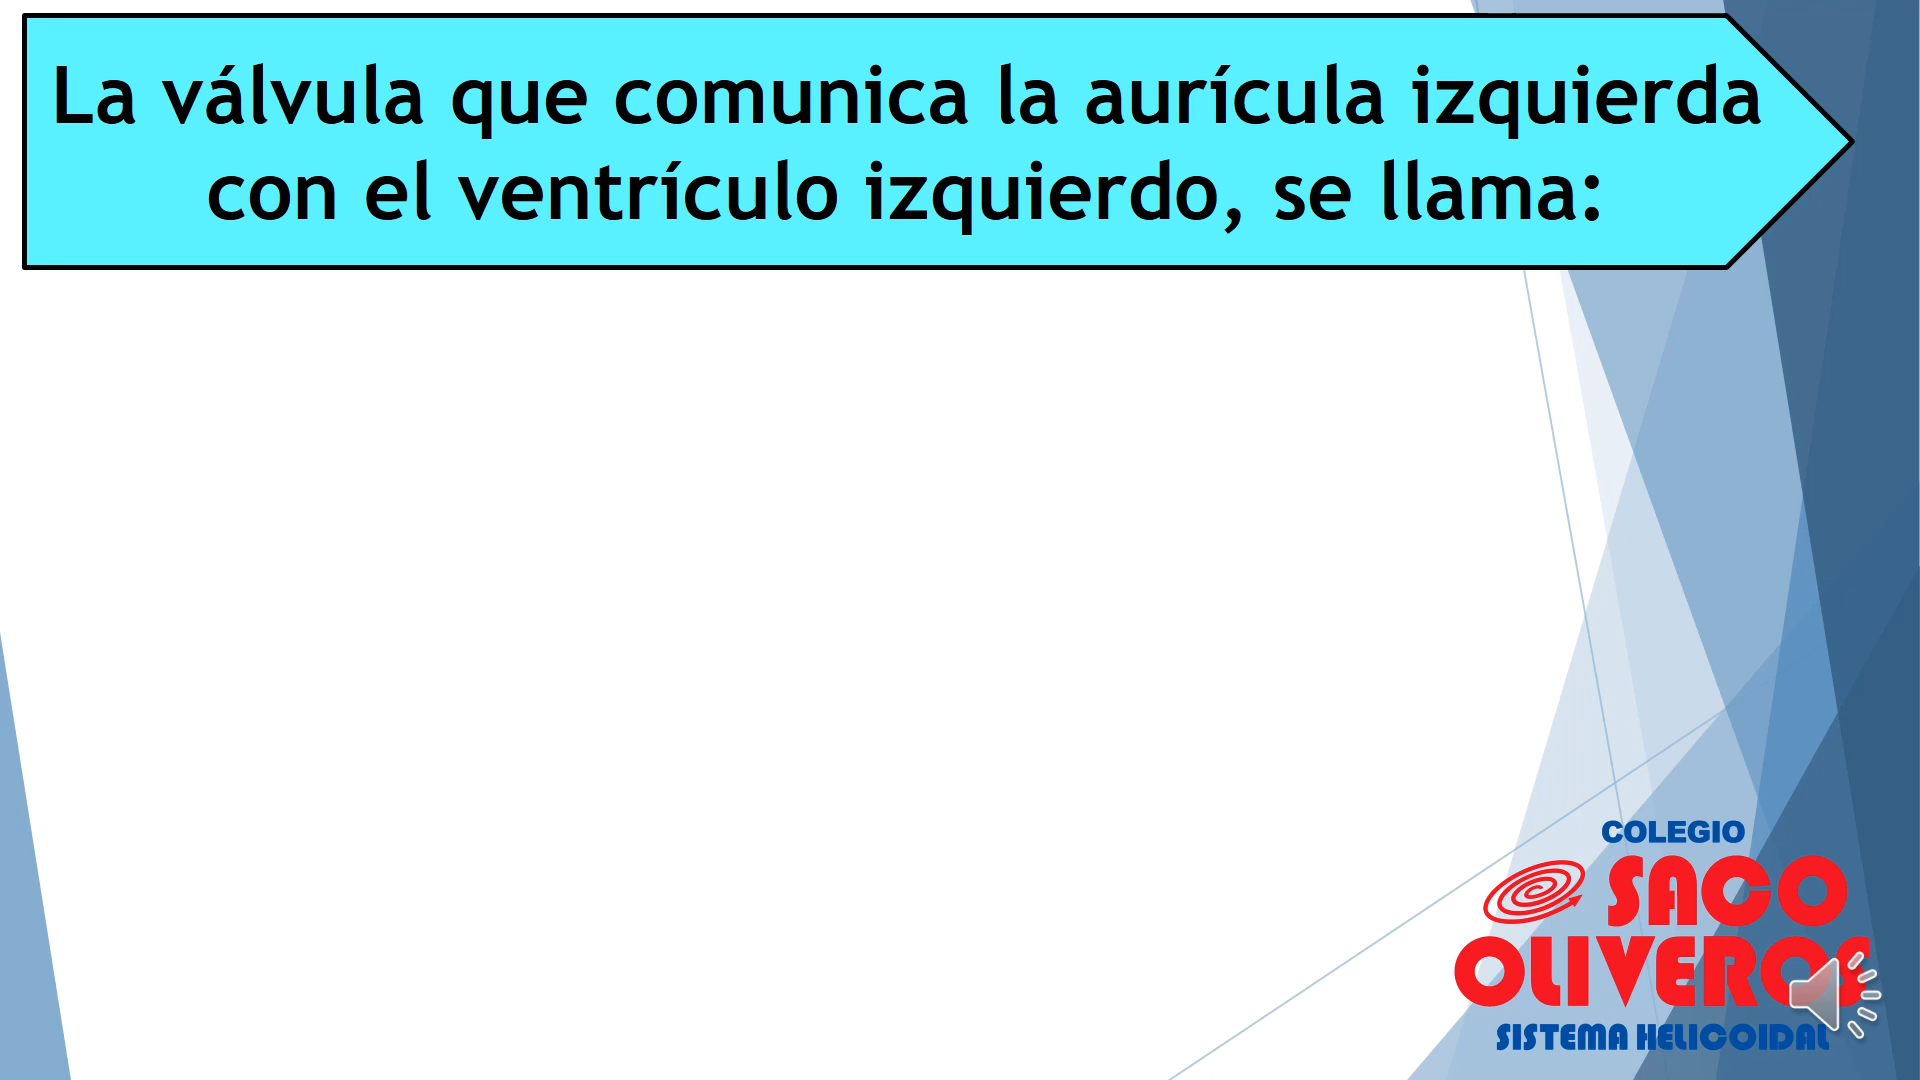 La válvula que comunica la aurícula izquierda
con el ventrículo izquierdo, se llama:
COLEGIO
SACO
OLIVEROS
SISTEMA HELICOIDAL